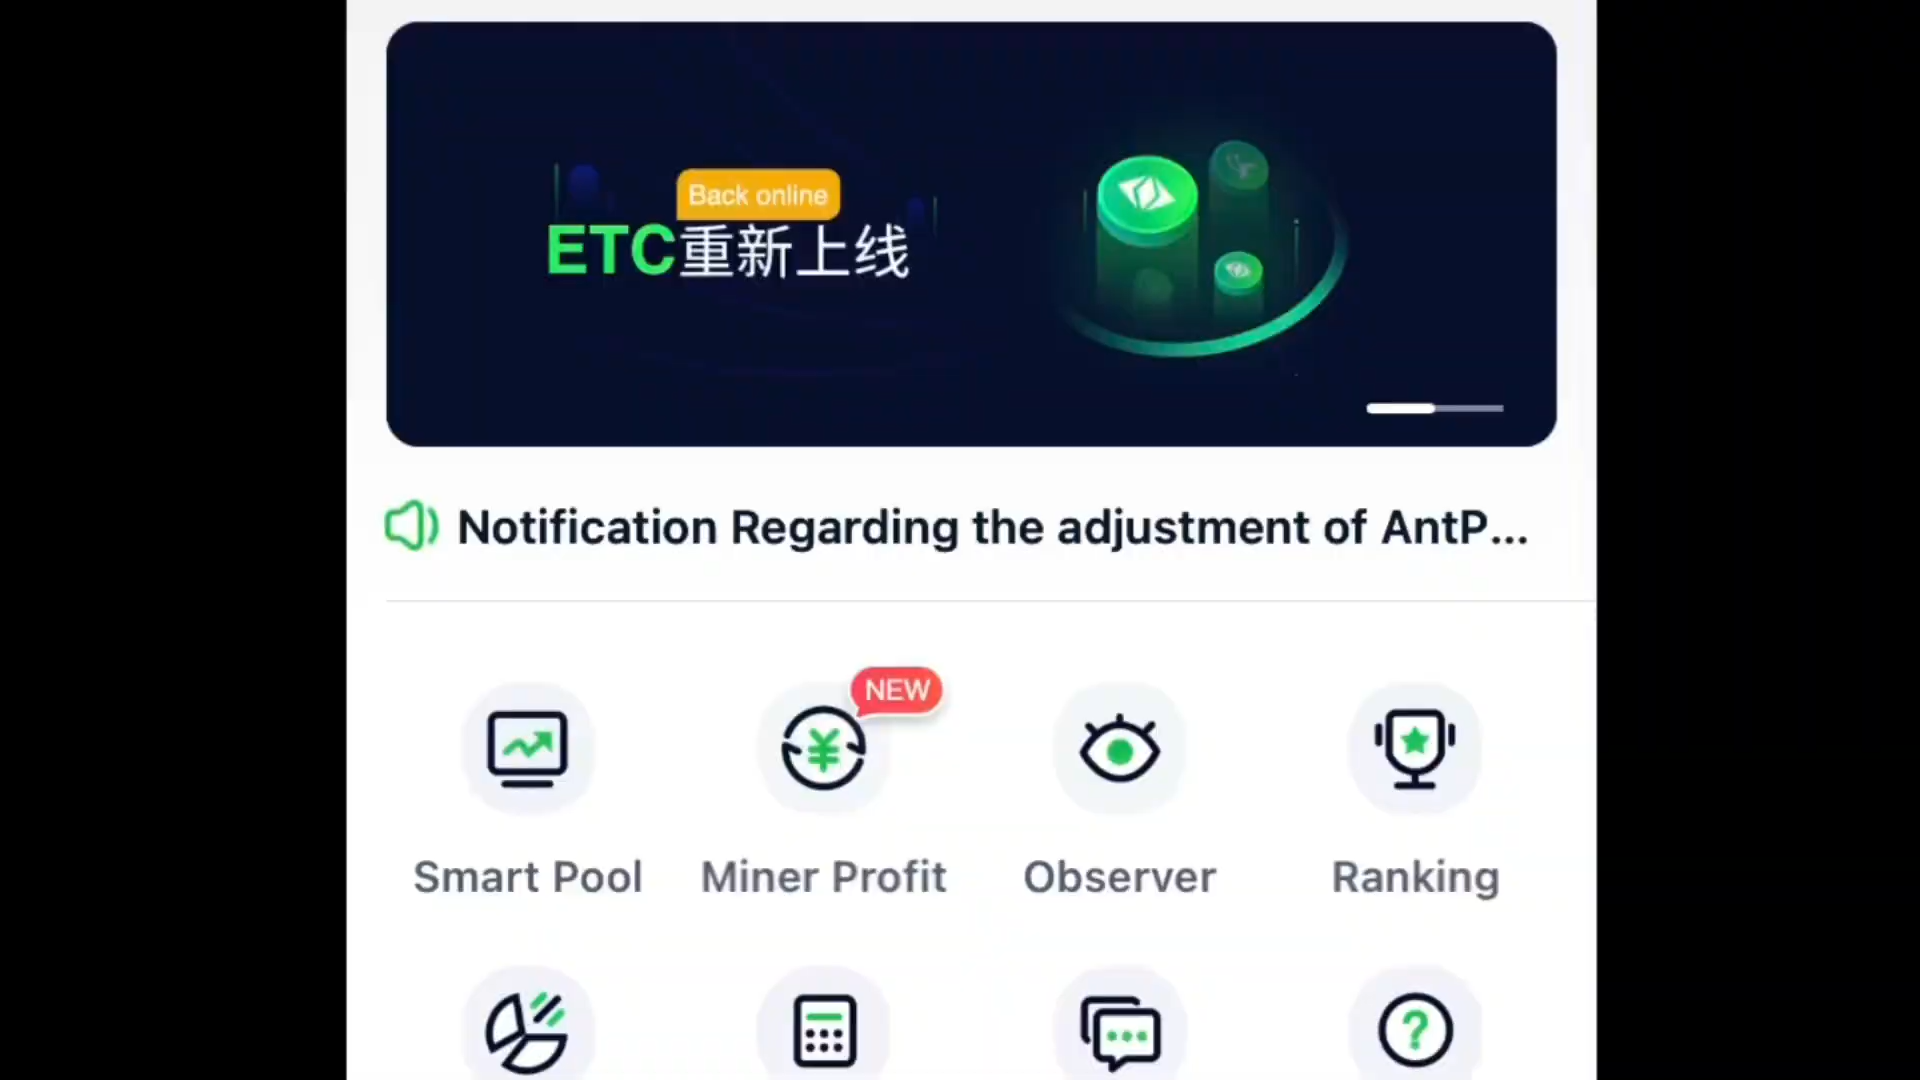 Back online
ETC重新上线
Notification Regarding the adjustment of AntP...
NEW
Smart Pool
Miner Profit
Observer
Ranking